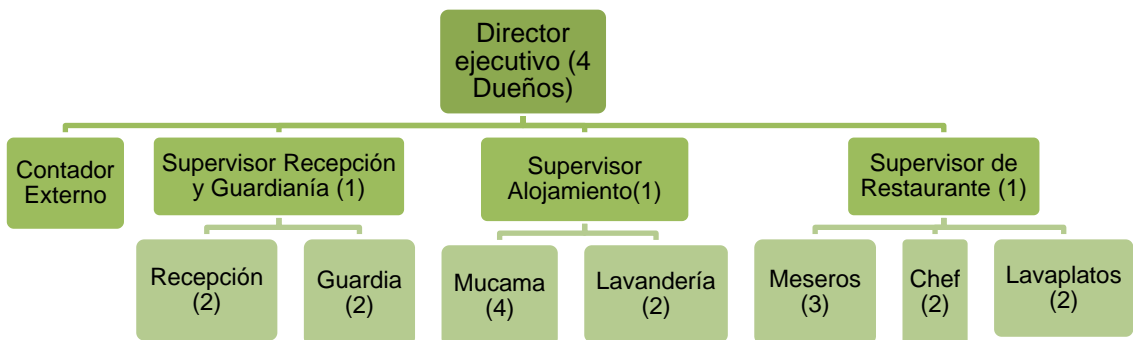 Director
ejecutivo (4
Dueños)
Contador
Externo
Supervisor Recepción
y Guardianía (1)
Supervisor
Alojamiento(1)
Supervisor de
Restaurante (1)
Recepción
(2)
Guardia
(2)
Mucama
(4)
Lavandería
(2)
Meseros
(3)
Chef
(2)
Lavaplatos
(2)